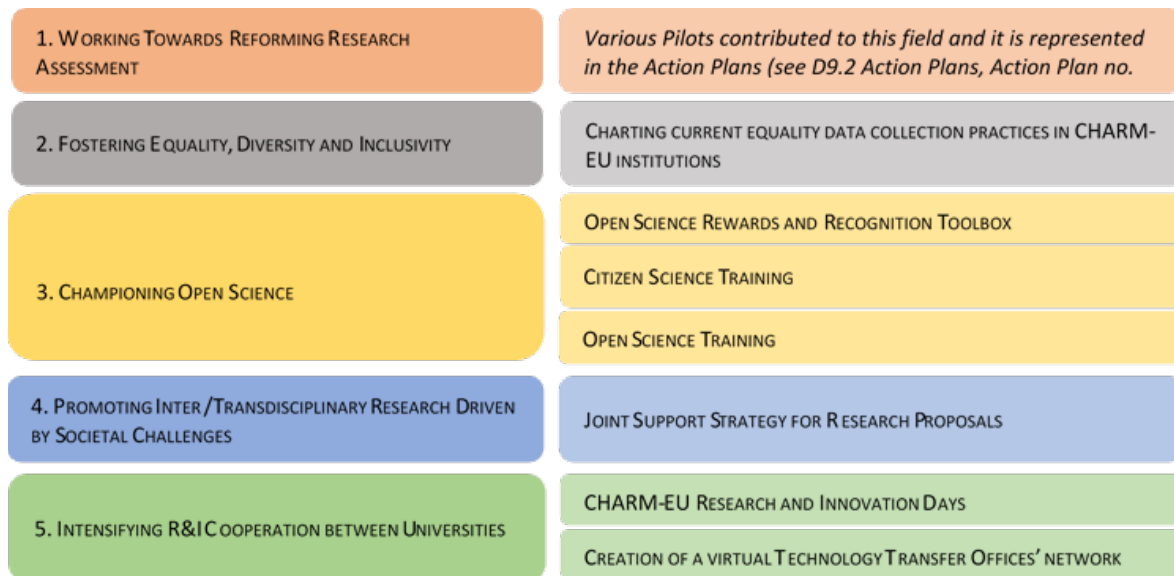 1. WORKING TOWARDS REFORMING RESEARCH
ASSESSMENT
Various Pilots contributed to this field and it is represented
in the Action Plans (see D9.2 Action Plans, Action Plan no.
2. FOSTERING EQUALITY, DIVERSITY AND INCLUSIVITY
CHARTING CURRENT EQUALITY DATA COLLECTION PRACTICES IN CHARM-
EU INSTITUTIONS
3. CHAMPIONING OPEN SCIENCE
OPEN SCIENCE REWARDS AND RECOGNITION TOOLBOX
CITIZEN SCIENCE TRAINING
OPEN SCIENCE TRAINING
4. PROMOTING INTER/TRANSDISCIPLINARY RESEARCH DRIVEN
BY SOCIETAL CHALLENGES
JOINT SUPPORT STRATEGY FOR RESEARCH PROPOSALS
5. INTENSIFYING R&I COOPERATION BETWEEN UNIVERSITIES
CHARM-EU RESEARCH AND INNOVATION DAYS
CREATION OF A VIRTUAL TECHNOLOGY TRANSFER OFFICES' NETWORK